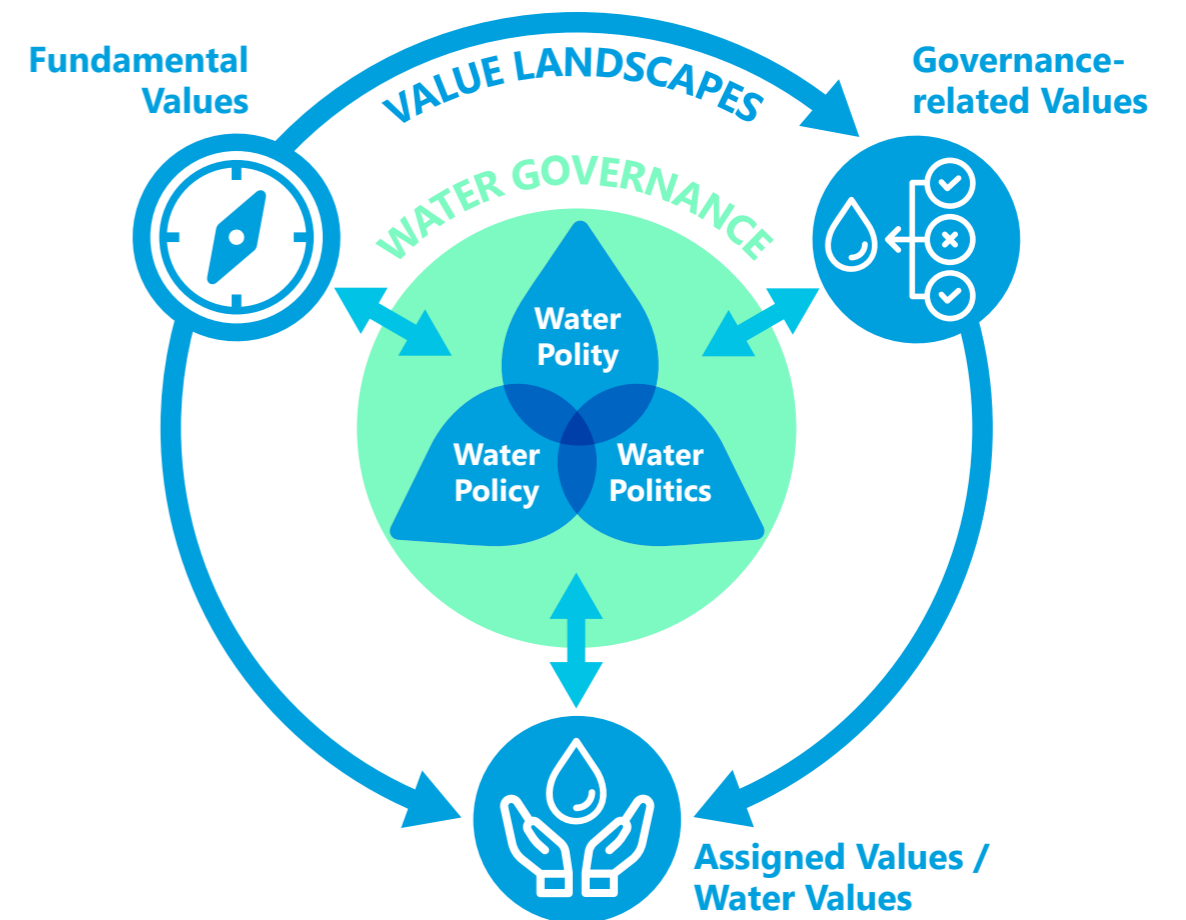 Fundamental
Values
VALUE LANDSCAPES
Governance-
related Values
WATER GOVERNANCE
Water
Polity
Water
Policy
Water
Politics
Assigned Values /
Water Values